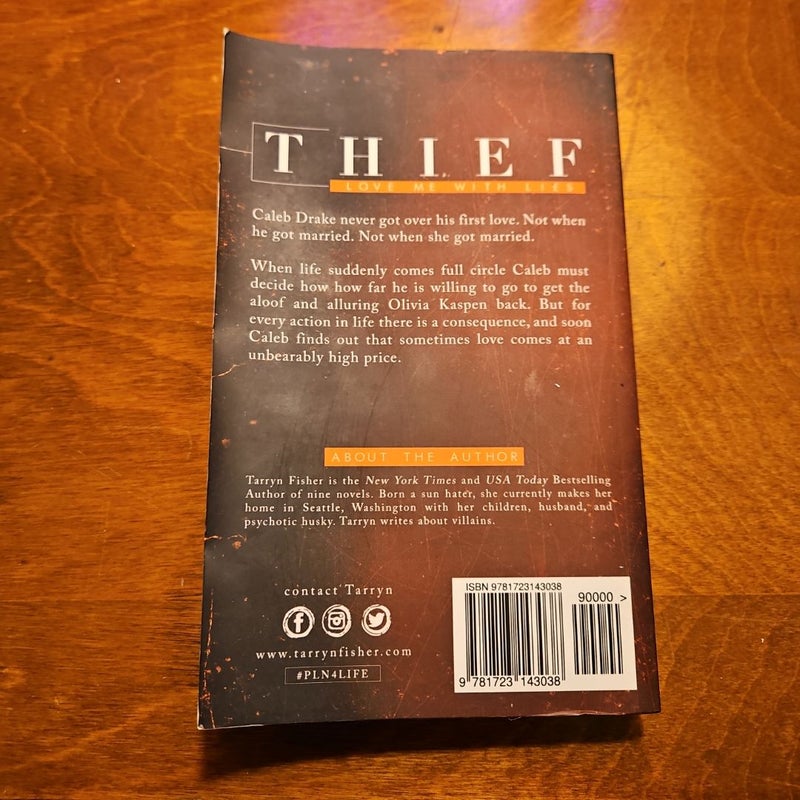 THIEF
LOVE ME WITH LIES
Caleb Drake never got over his first love. Not when
he got married. Not when she got married.
When life suddenly comes full circle Caleb must
decide how how far he is willing to go to get the
aloof and alluring Olivia Kaspen back. But for
every action in life there is a consequence, and soon
Caleb finds out that sometimes love comes at an
unbearably high price.
ABOUT THE AUTHOR
Tarryn Fisher is the New York Times and USA Today Bestselling
Author of nine novels. Born a sun hater, she currently makes her
home in Seattle, Washington with her children, husband, and
psychotic husky. Tarryn writes about villains.
contact Tarryn
www.tarrynfisher.com
#PLN4LIFE
ISBN 9781723143038
90000 >
9 781723 143038